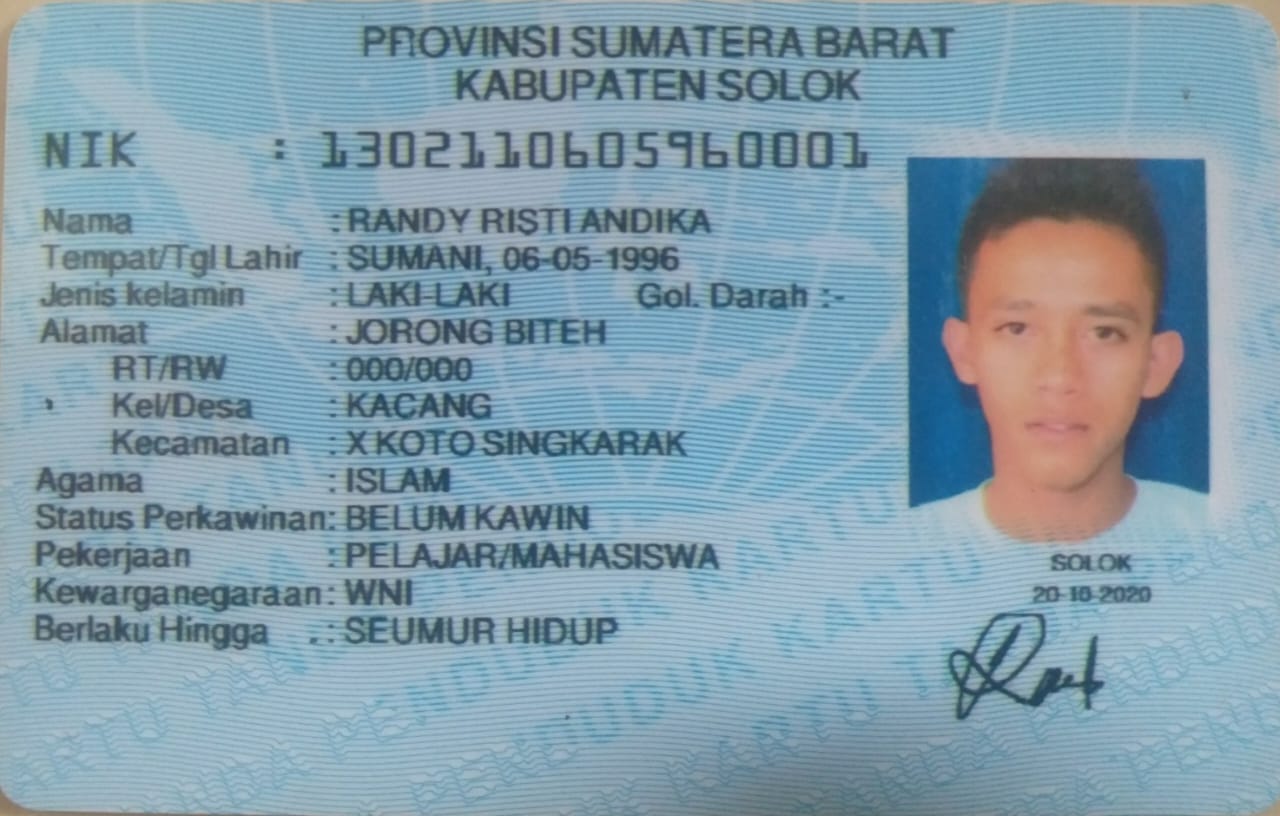 PROVINSI SUMATERA BARAT
KABUPATEN SOLOK
NIK : 1302110605960001
Nama : RANDY RISTI ANDIKA
Tempat/Tgl Lahir : SUMANI, 06-05-1996
Jenis kelamin : LAKI-LAKI Gol. Darah :-
Alamat : JORONG BITEH
RT/RW : 000/000
Kel/Desa : KACANG
Kecamatan : X KOTO SINGKARAK
Agama : ISLAM
Status Perkawinan: BELUM KAWIN
Pekerjaan : PELAJAR/MAHASISWA
Kewarganegaraan: WNI
Berlaku Hingga : SEUMUR HIDUP
SOLOK
20-10-2020